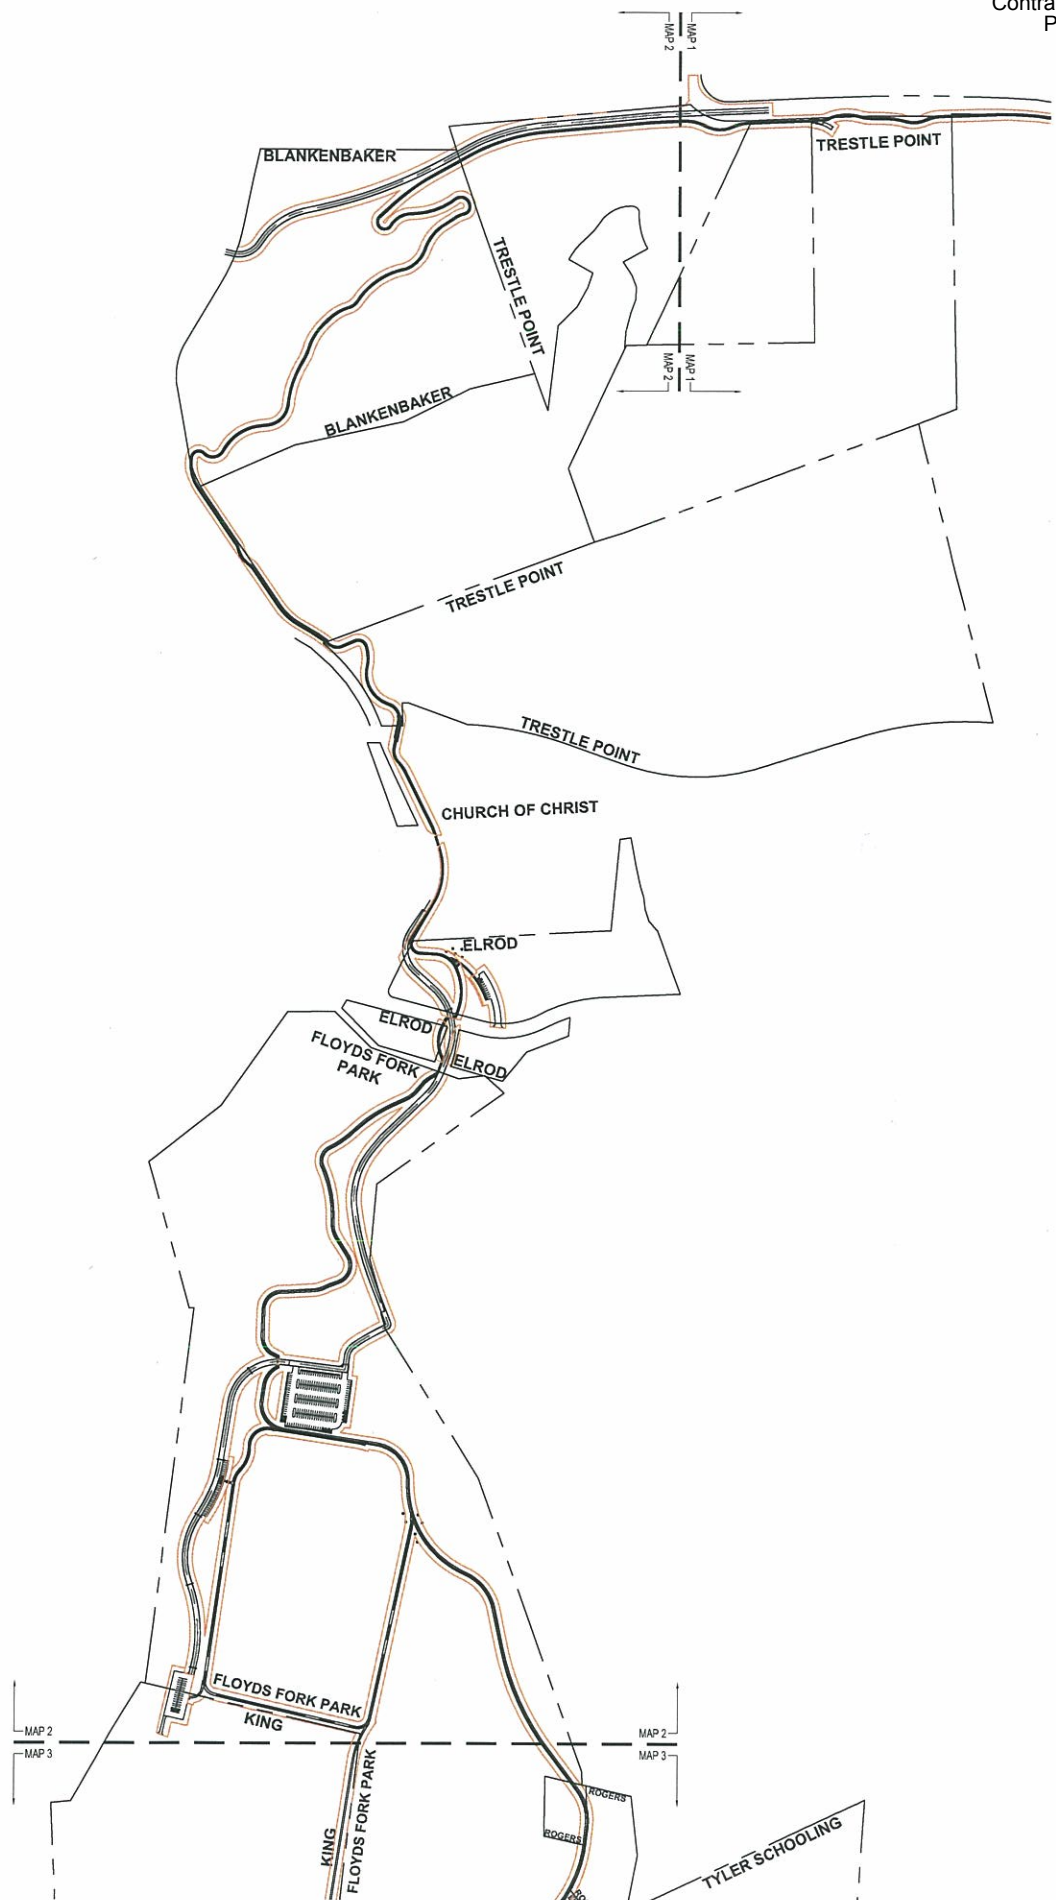 Contra
P
MAP 2
MAP 1
TRESTLE POINT
BLANKENBAKER
TRESTLE POINT
MAP 2
MAP 1
BLANKENBAKER
TRESTLE POINT
TRESTLE POINT
CHURCH OF CHRIST
ELROD
ELROD
FLOYDS FORK
PARK
ELROD
FLOYDS FORK PARK
KING
MAP 2
MAP 3
MAP 2
MAP 3
KING
FLOYDS FORK PARK
ROGERS
ROGERS
TYLER SCHOOLING
RO